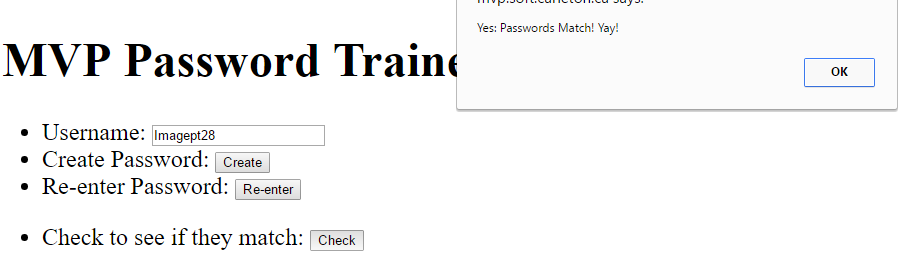 mvp.soft.carleton.ca says:
Yes: Passwords Match! Yay!
OK
MVP Password Traine
Username: Imagept28
Create Password: Create
Re-enter Password: Re-enter
Check to see if they match: Check